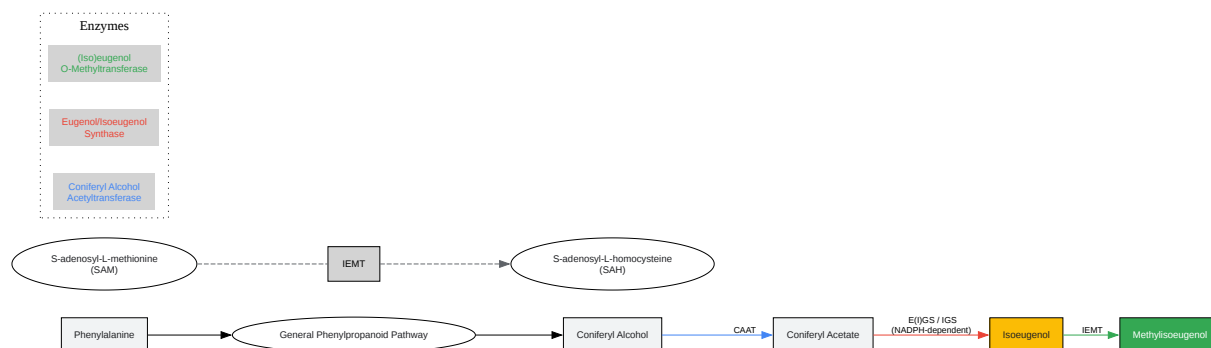 Enzymes
(Iso)eugenol
O-Methyltransferase
Eugenol/Isoeugenol
Synthase
Coniferyl Alcohol
Acetyltransferase
S-adenosyl-L-methionine
(SAM)
IEMT
S-adenosyl-L-homocysteine
(SAH)
Phenylalanine
General Phenylpropanoid Pathway
Coniferyl Alcohol
CAAT
Coniferyl Acetate
E(I)GS / IGS
(NADPH-dependent)
Isoeugenol
IEMT
Methylisoeugenol